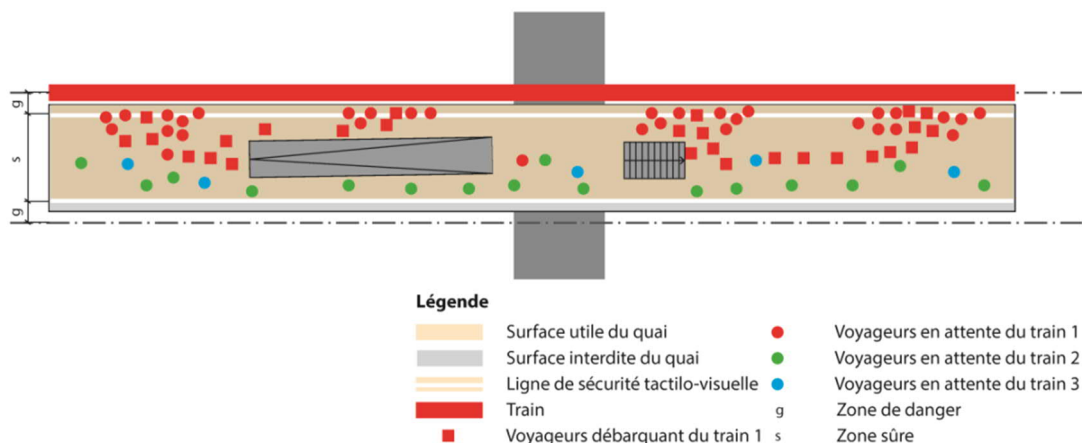 g
s
g
Légende
Surface utile du quai
Surface interdite du quai
Ligne de sécurité tactilo-visuelle
Train
Voyageurs débarquant du train 1
Voyageurs en attente du train 1
Voyageurs en attente du train 2
Voyageurs en attente du train 3
g Zone de danger
s Zone sûre